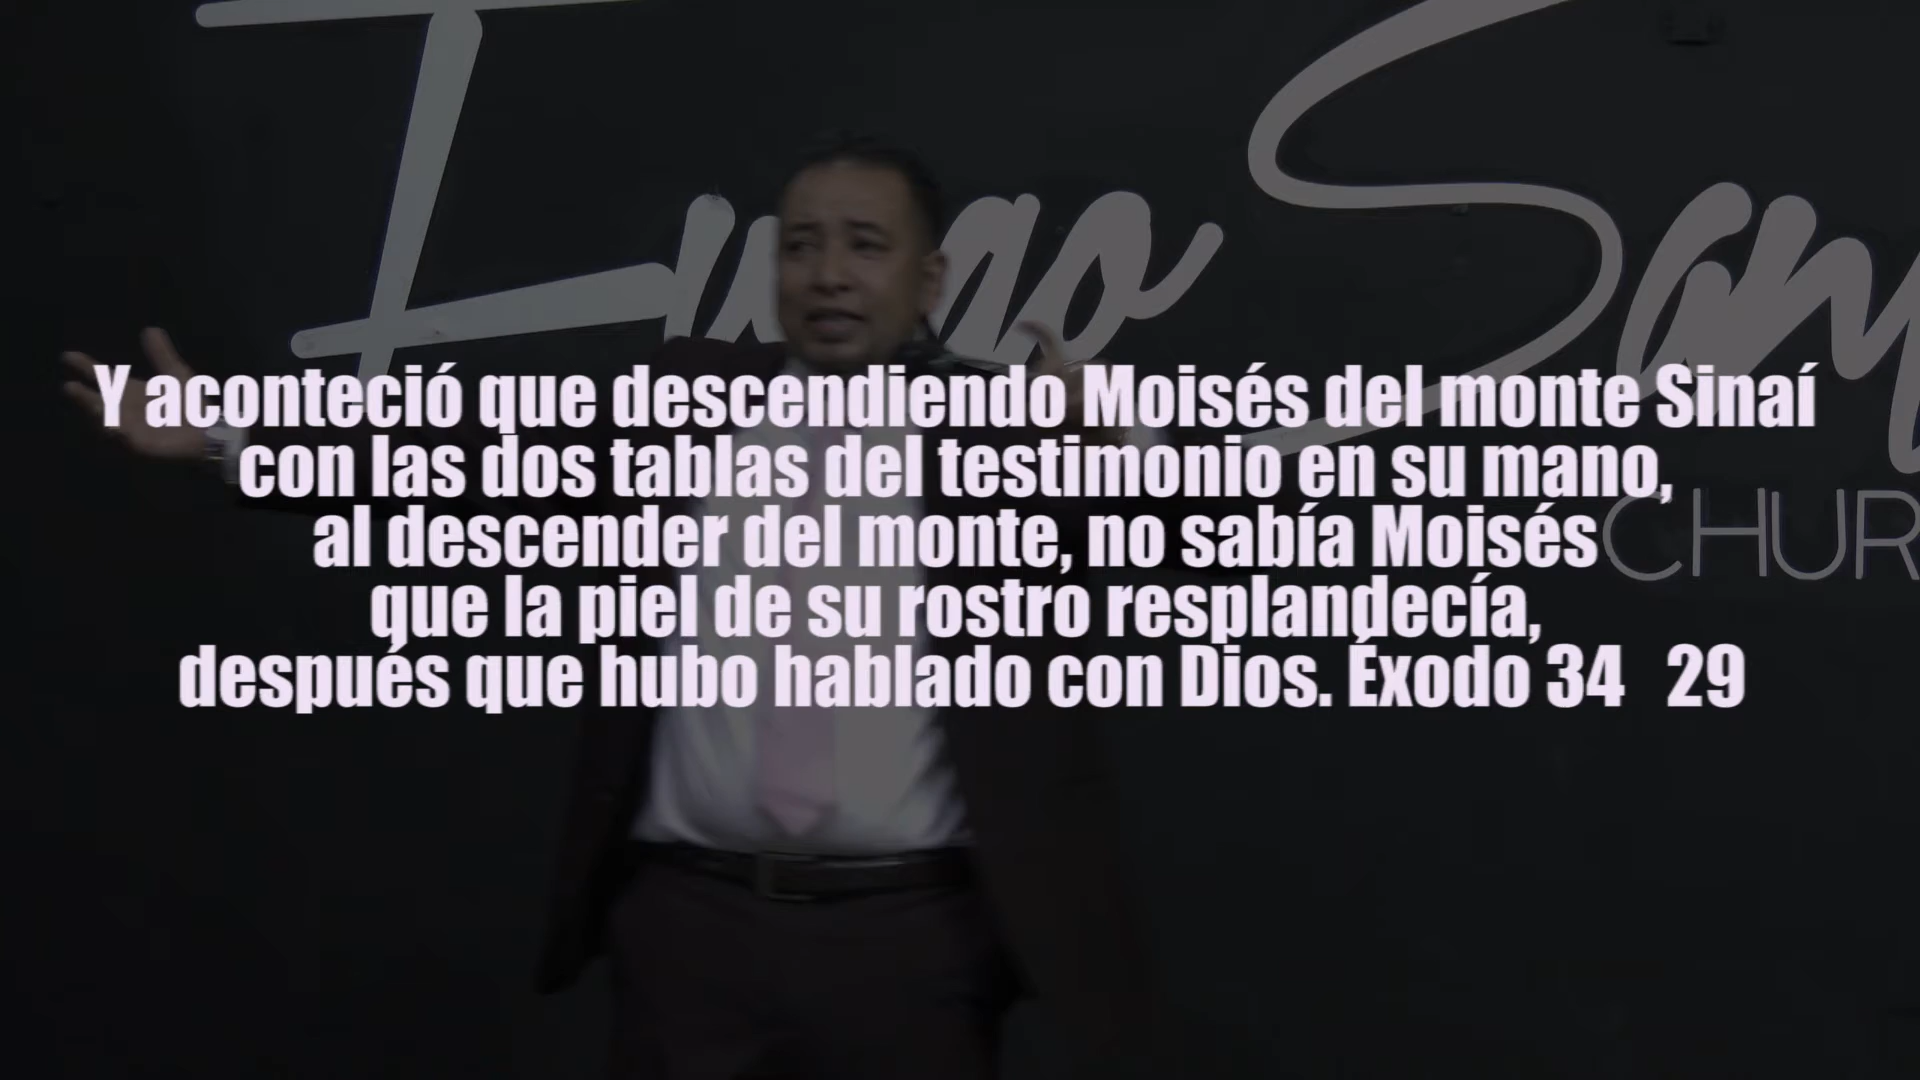 Y aconteció que descendiendo Moisés del monte Sinaí
con las dos tablas del testimonio en su mano,
al descender del monte, no sabía Moisés
que la piel de su rostro resplandecía,
después que hubo hablado con Dios. Éxodo 34 29